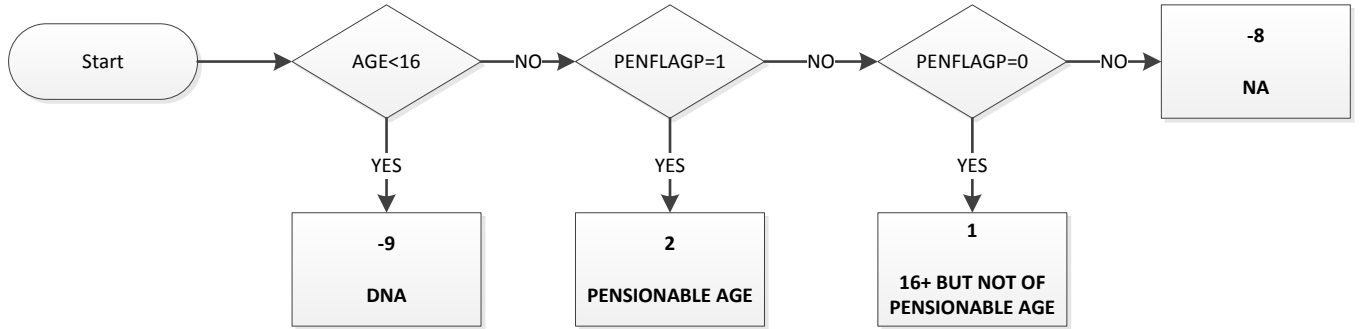 Start
AGE<16
NO
PENFLAGP=1
NO
PENFLAGP=0
NO
-8
NA
YES
YES
YES
-9
DNA
2
PENSIONABLE AGE
1
16+ BUT NOT OF
PENSIONABLE AGE